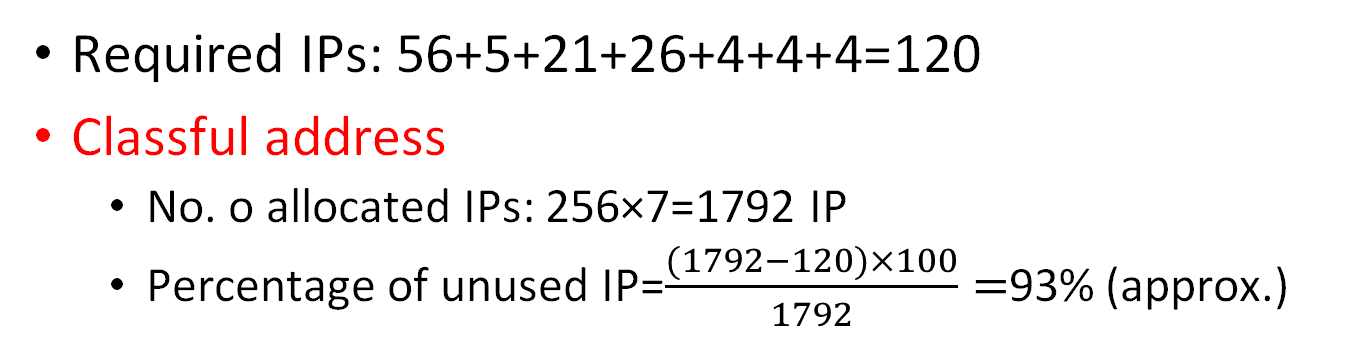 • Required IPs: 56+5+21+26+4+4+4=120
• Classful address
• No. o allocated IPs: 256×7=1792 IP
• Percentage of unused IP=(1792−120)×100/1792 =93% (approx.)